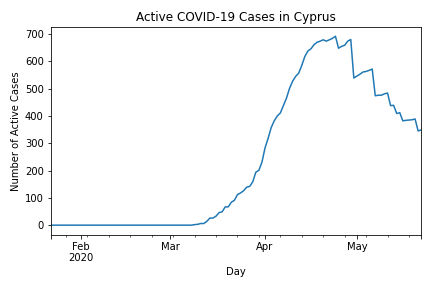 Active COVID-19 Cases in Cyprus
Number of Active Cases
700
600
500
400
300
200
100
0
Feb
2020
Mar
Apr
May
Day